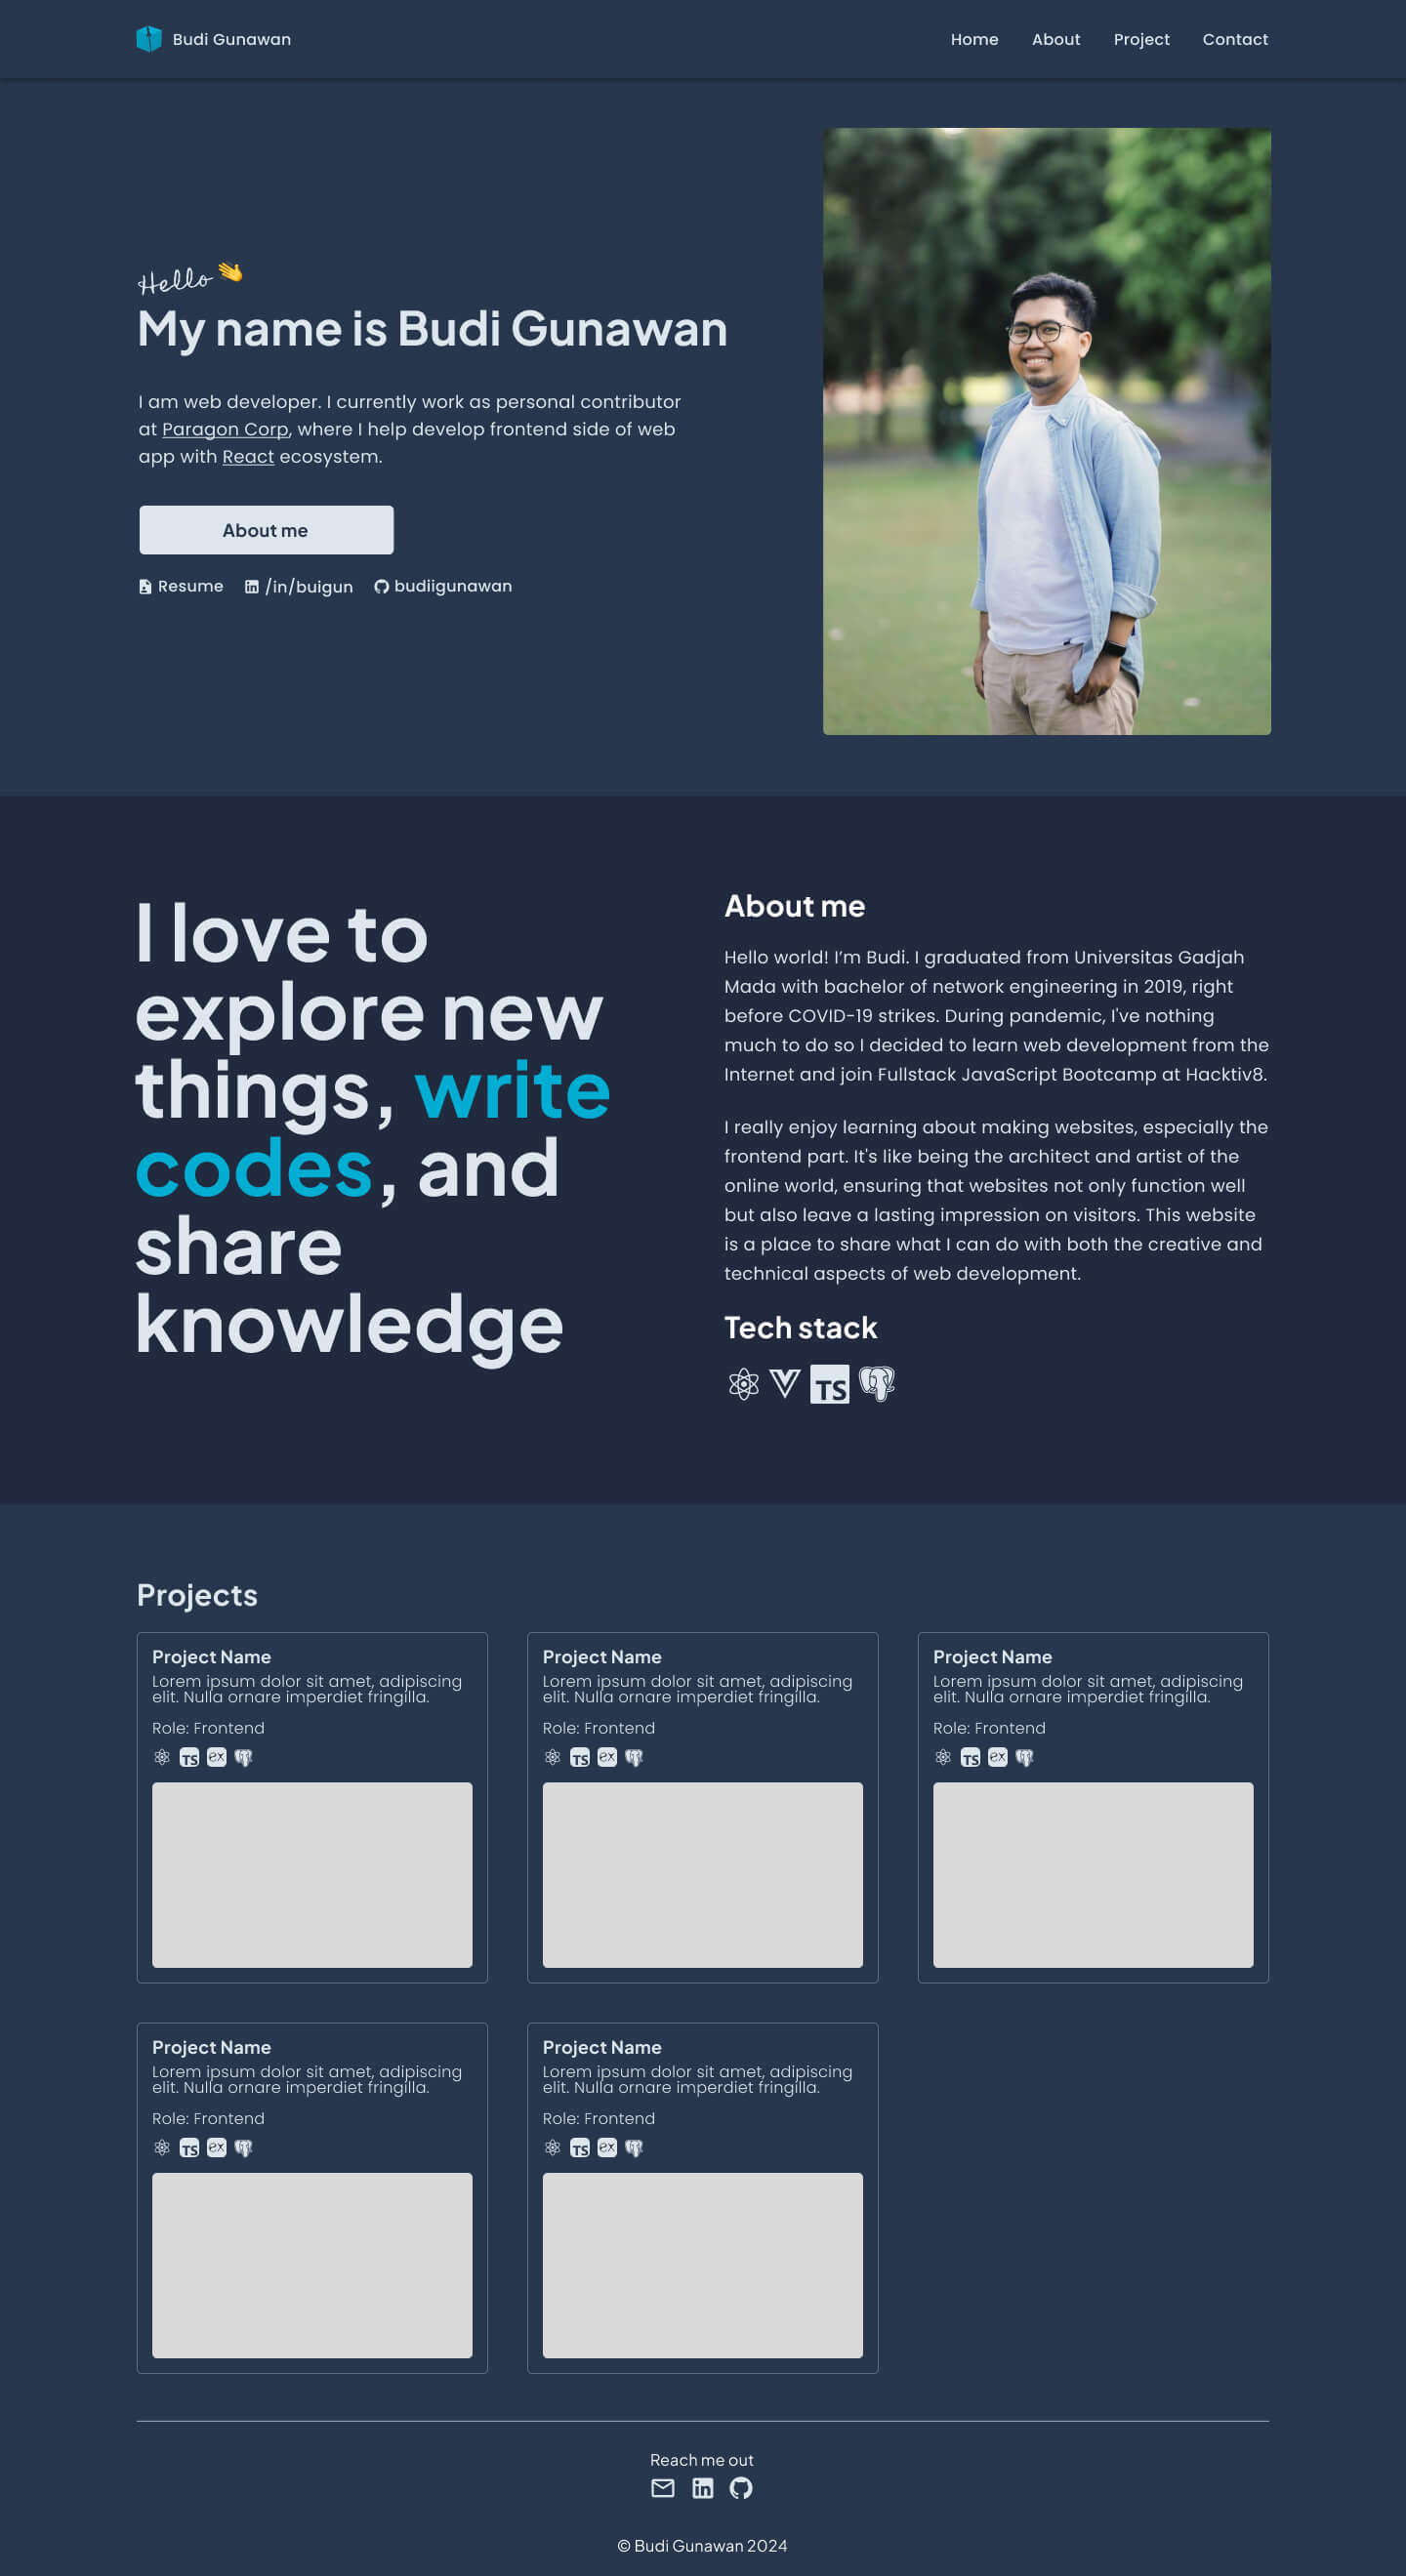 Budi Gunawan
Home About Project Contact
Hello 👋
My name is Budi Gunawan
I am web developer. I currently work as personal contributor
at Paragon Corp, where I help develop frontend side of web
app with React ecosystem.
About me
Resume /in/buigun budiigunawan
I love to
explore new
things, write
codes, and
share
knowledge
About me
Hello world! I’m Budi. I graduated from Universitas Gadjah
Mada with bachelor of network engineering in 2019, right
before COVID-19 strikes. During pandemic, I've nothing
much to do so I decided to learn web development from the
Internet and join Fullstack JavaScript Bootcamp at Hacktiv8.
I really enjoy learning about making websites, especially the
frontend part. It's like being the architect and artist of the
online world, ensuring that websites not only function well
but also leave a lasting impression on visitors. This website
is a place to share what I can do with both the creative and
technical aspects of web development.
Tech stack
TS
Projects
Project Name
Lorem ipsum dolor sit amet, adipiscing
elit. Nulla ornare imperdiet fringilla.
Role: Frontend
TS ex
Project Name
Lorem ipsum dolor sit amet, adipiscing
elit. Nulla ornare imperdiet fringilla.
Role: Frontend
TS ex
Project Name
Lorem ipsum dolor sit amet, adipiscing
elit. Nulla ornare imperdiet fringilla.
Role: Frontend
TS ex
Project Name
Lorem ipsum dolor sit amet, adipiscing
elit. Nulla ornare imperdiet fringilla.
Role: Frontend
TS ex
Project Name
Lorem ipsum dolor sit amet, adipiscing
elit. Nulla ornare imperdiet fringilla.
Role: Frontend
TS ex
Reach me out
in
© Budi Gunawan 2024